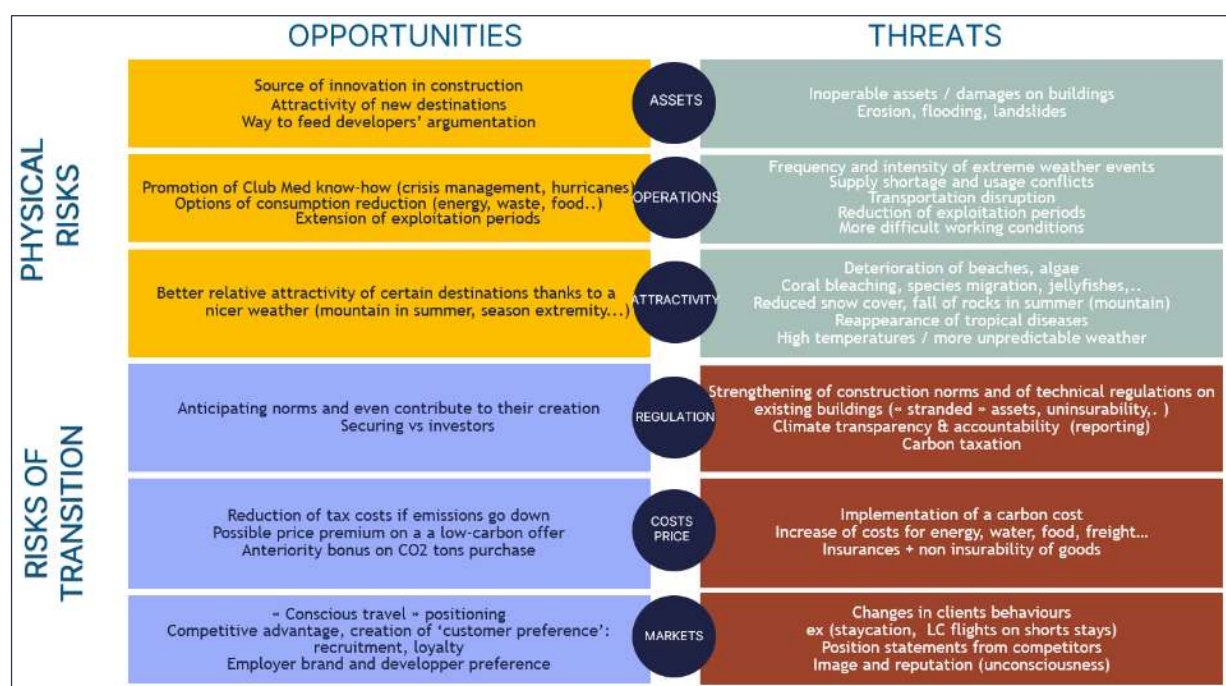 OPPORTUNITIES
THREATS
PHYSICAL
RISKS
Source of innovation in construction
Attractivity of new destinations
Way to feed developers' argumentation
ASSETS
Inoperable assets / damages on buildings
Erosion, flooding, landslides
Promotion of Club Med know-how (crisis management, hurricanes)
Options of consumption reduction (energy, waste, food..)
Extension of exploitation periods
OPERATIONS
Frequency and intensity of extreme weather events
Supply shortage and usage conflicts
Transportation disruption
Reduction of exploitation periods
More difficult working conditions
Better relative attractivity of certain destinations thanks to a
nicer weather (mountain in summer, season extremity...)
ATTRACTIVITY
Deterioration of beaches, algae
Coral bleaching, species migration, jellyfishes,..
Reduced snow cover, fall of rocks in summer (mountain)
Reappearance of tropical diseases
High temperatures / more unpredictable weather
RISKS OF
TRANSITION
Anticipating norms and even contribute to their creation
Securing vs investors
REGULATION
Strengthening of construction norms and of technical regulations on
existing buildings (« stranded » assets, uninsurability,. )
Climate transparency & accountability (reporting)
Carbon taxation
Reduction of tax costs if emissions go down
Possible price premium on a a low-carbon offer
Anteriority bonus on CO2 tons purchase
COSTS
PRICE
Implementation of a carbon cost
Increase of costs for energy, water, food, freight...
Insurances + non insurability of goods
« Conscious travel » positioning
Competitive advantage, creation of 'customer preference':
recruitment, loyalty
Employer brand and developper preference
MARKETS
Changes in clients behaviours
ex (staycation, LC flights on shorts stays)
Position statements from competitors
Image and reputation (unconsciousness)